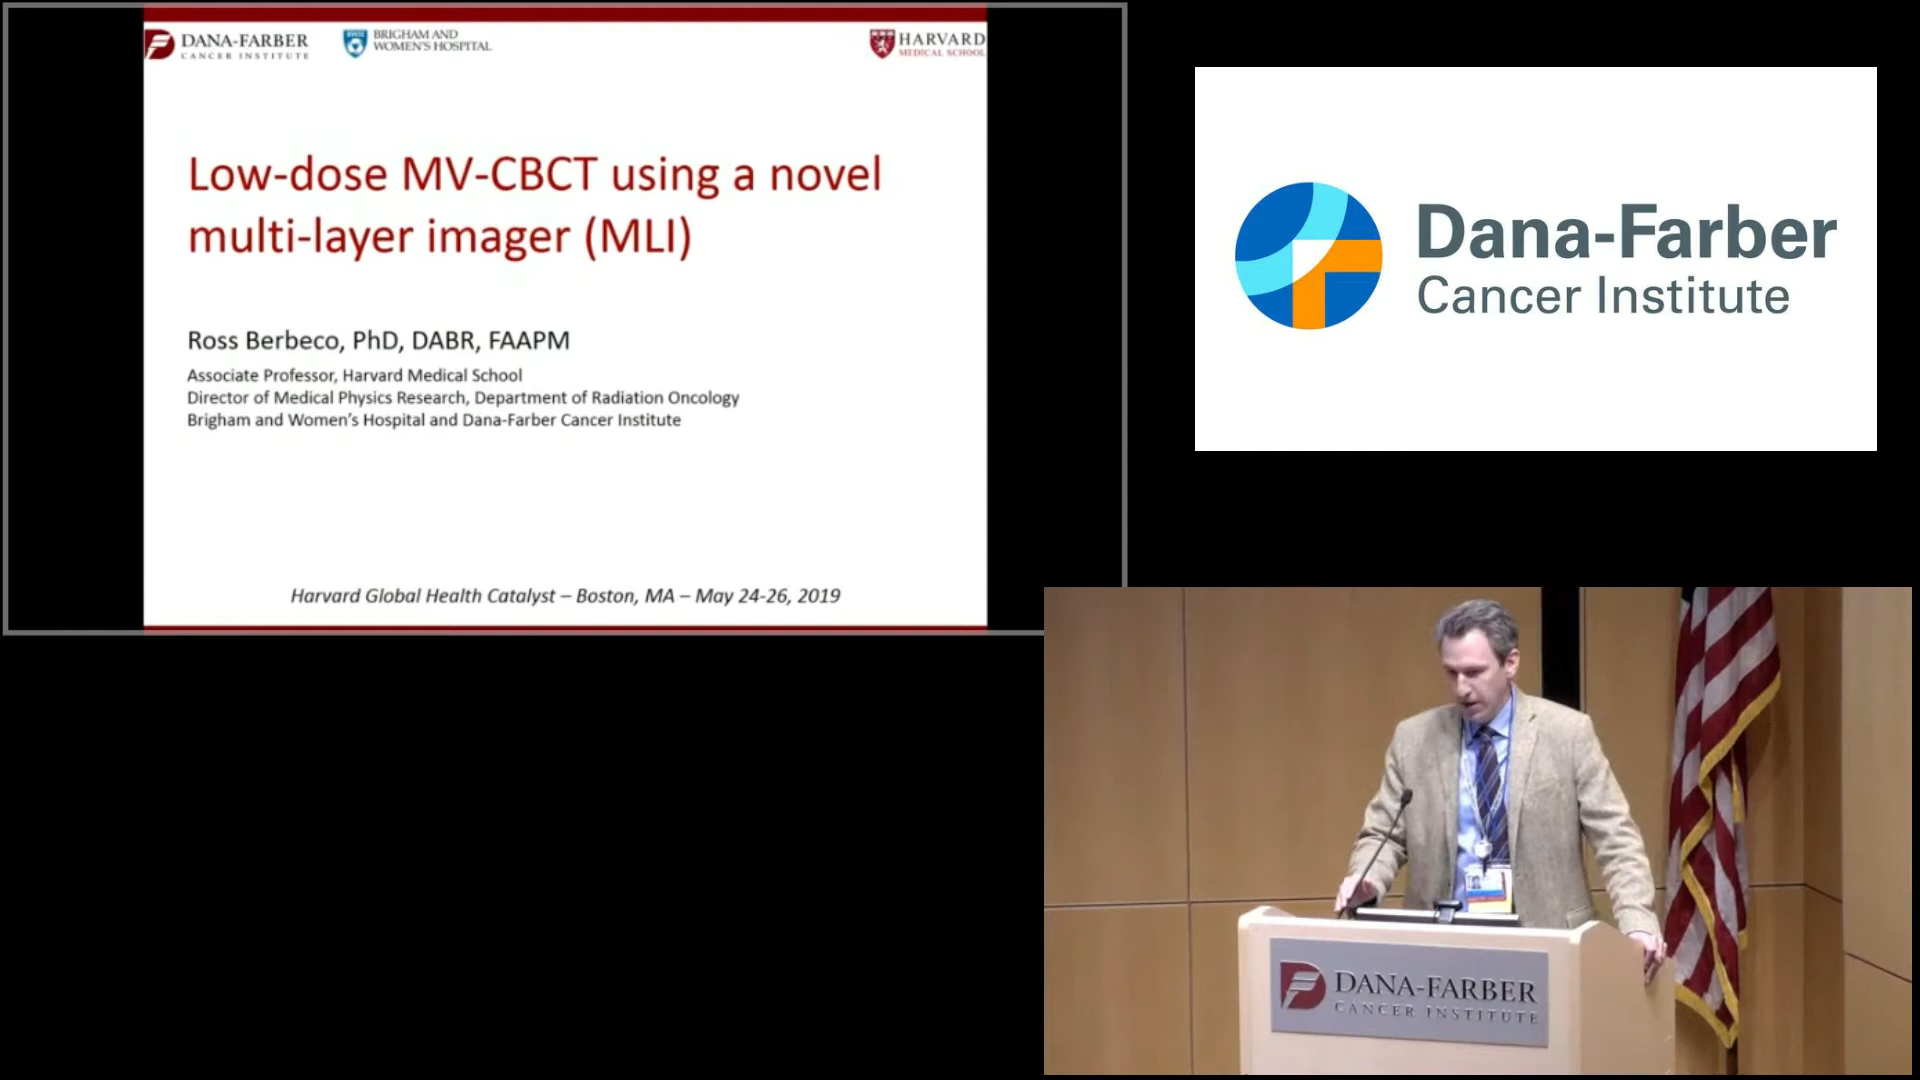 DANA-FARBER
CANCER INSTITUTE
BRIGHAM AND
WOMEN'S HOSPITAL
HARVARD
MEDICAL SCHOOL
Low-dose MV-CBCT using a novel
multi-layer imager (MLI)
Ross Berbeco, PhD, DABR, FAAPM
Associate Professor, Harvard Medical School
Director of Medical Physics Research, Department of Radiation Oncology
Brigham and Women's Hospital and Dana-Farber Cancer Institute
Harvard Global Health Catalyst – Boston, MA – May 24-26, 2019
Dana-Farber
Cancer Institute
DANA-FARBER
CANCER INSTITUTE